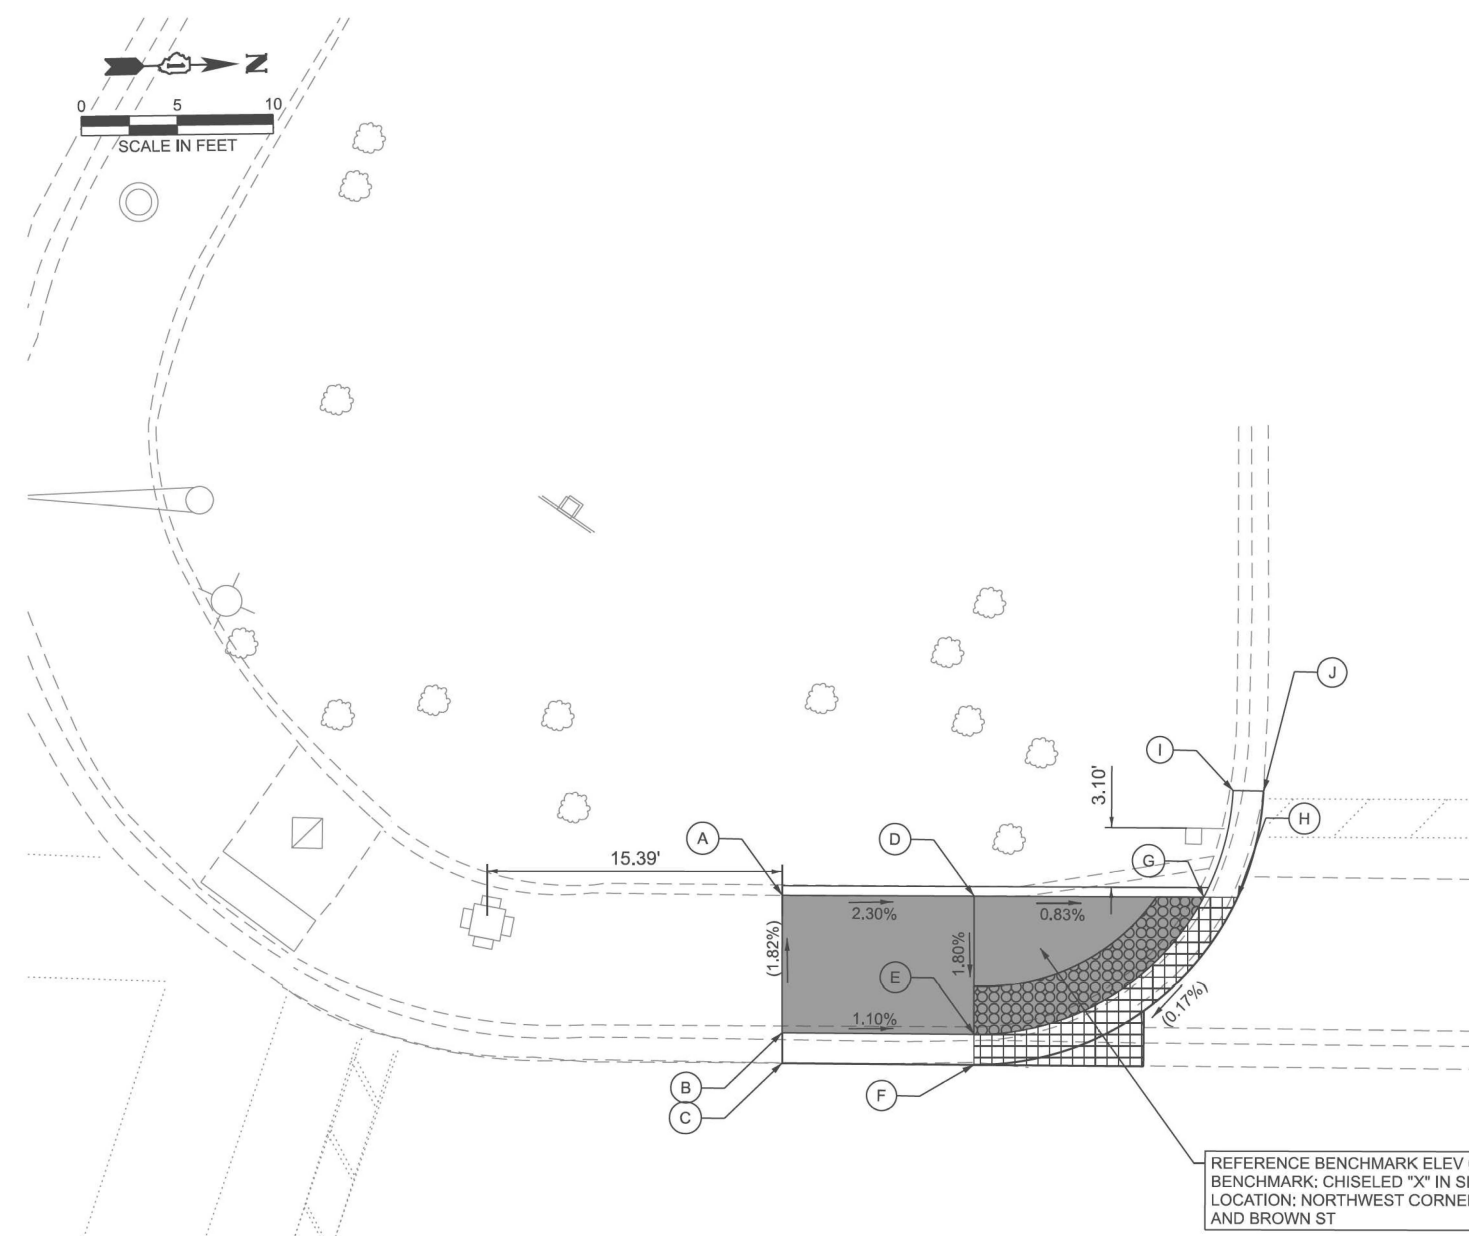 N
0 5 10
SCALE IN FEET
J
I
3.10'
H
A
D
G
15.39'
2.30%
0.83%
(1.82%)
1.80%
E
(0.17%)
1.10%
B
F
C
REFERENCE BENCHMARK ELEV
BENCHMARK: CHISELED "X" IN
LOCATION: NORTHWEST
AND BROWN ST